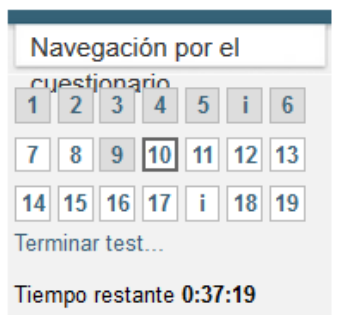 Navegación por el
cuestionario
1 2 3 4 5 i 6
7 8 9 10 11 12 13
14 15 16 17 i 18 19
Terminar test...
Tiempo restante 0:37:19